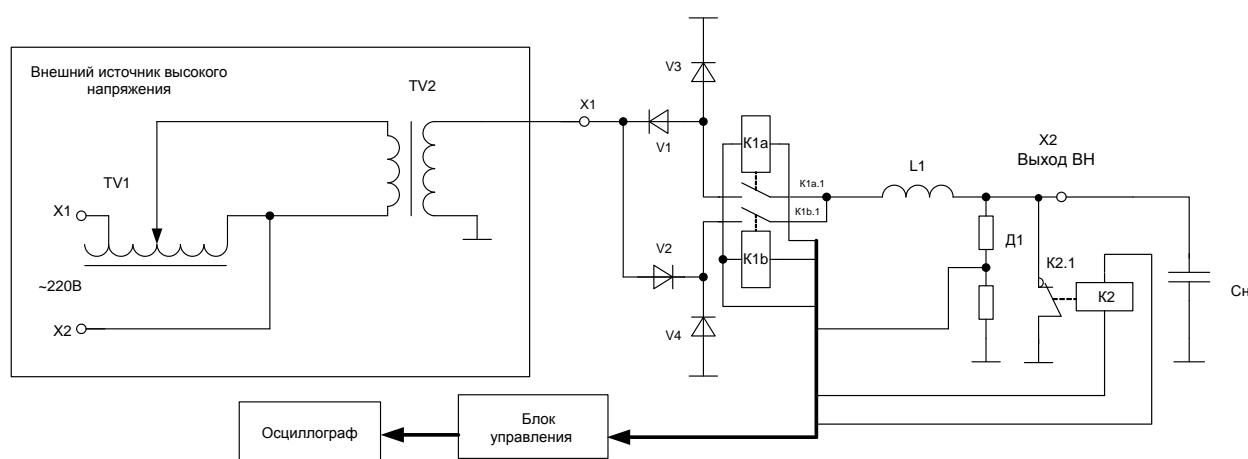 Внешний источник высокого
напряжения
TV2
TV1
X1
~220В
X2
X1
V3
V1
V2
V4
K1a
K1a.1
K1b.1
K1b
L1
X2
Выход ВН
Д1
K2.1
K2
Сн
Осциллограф
Блок
управления